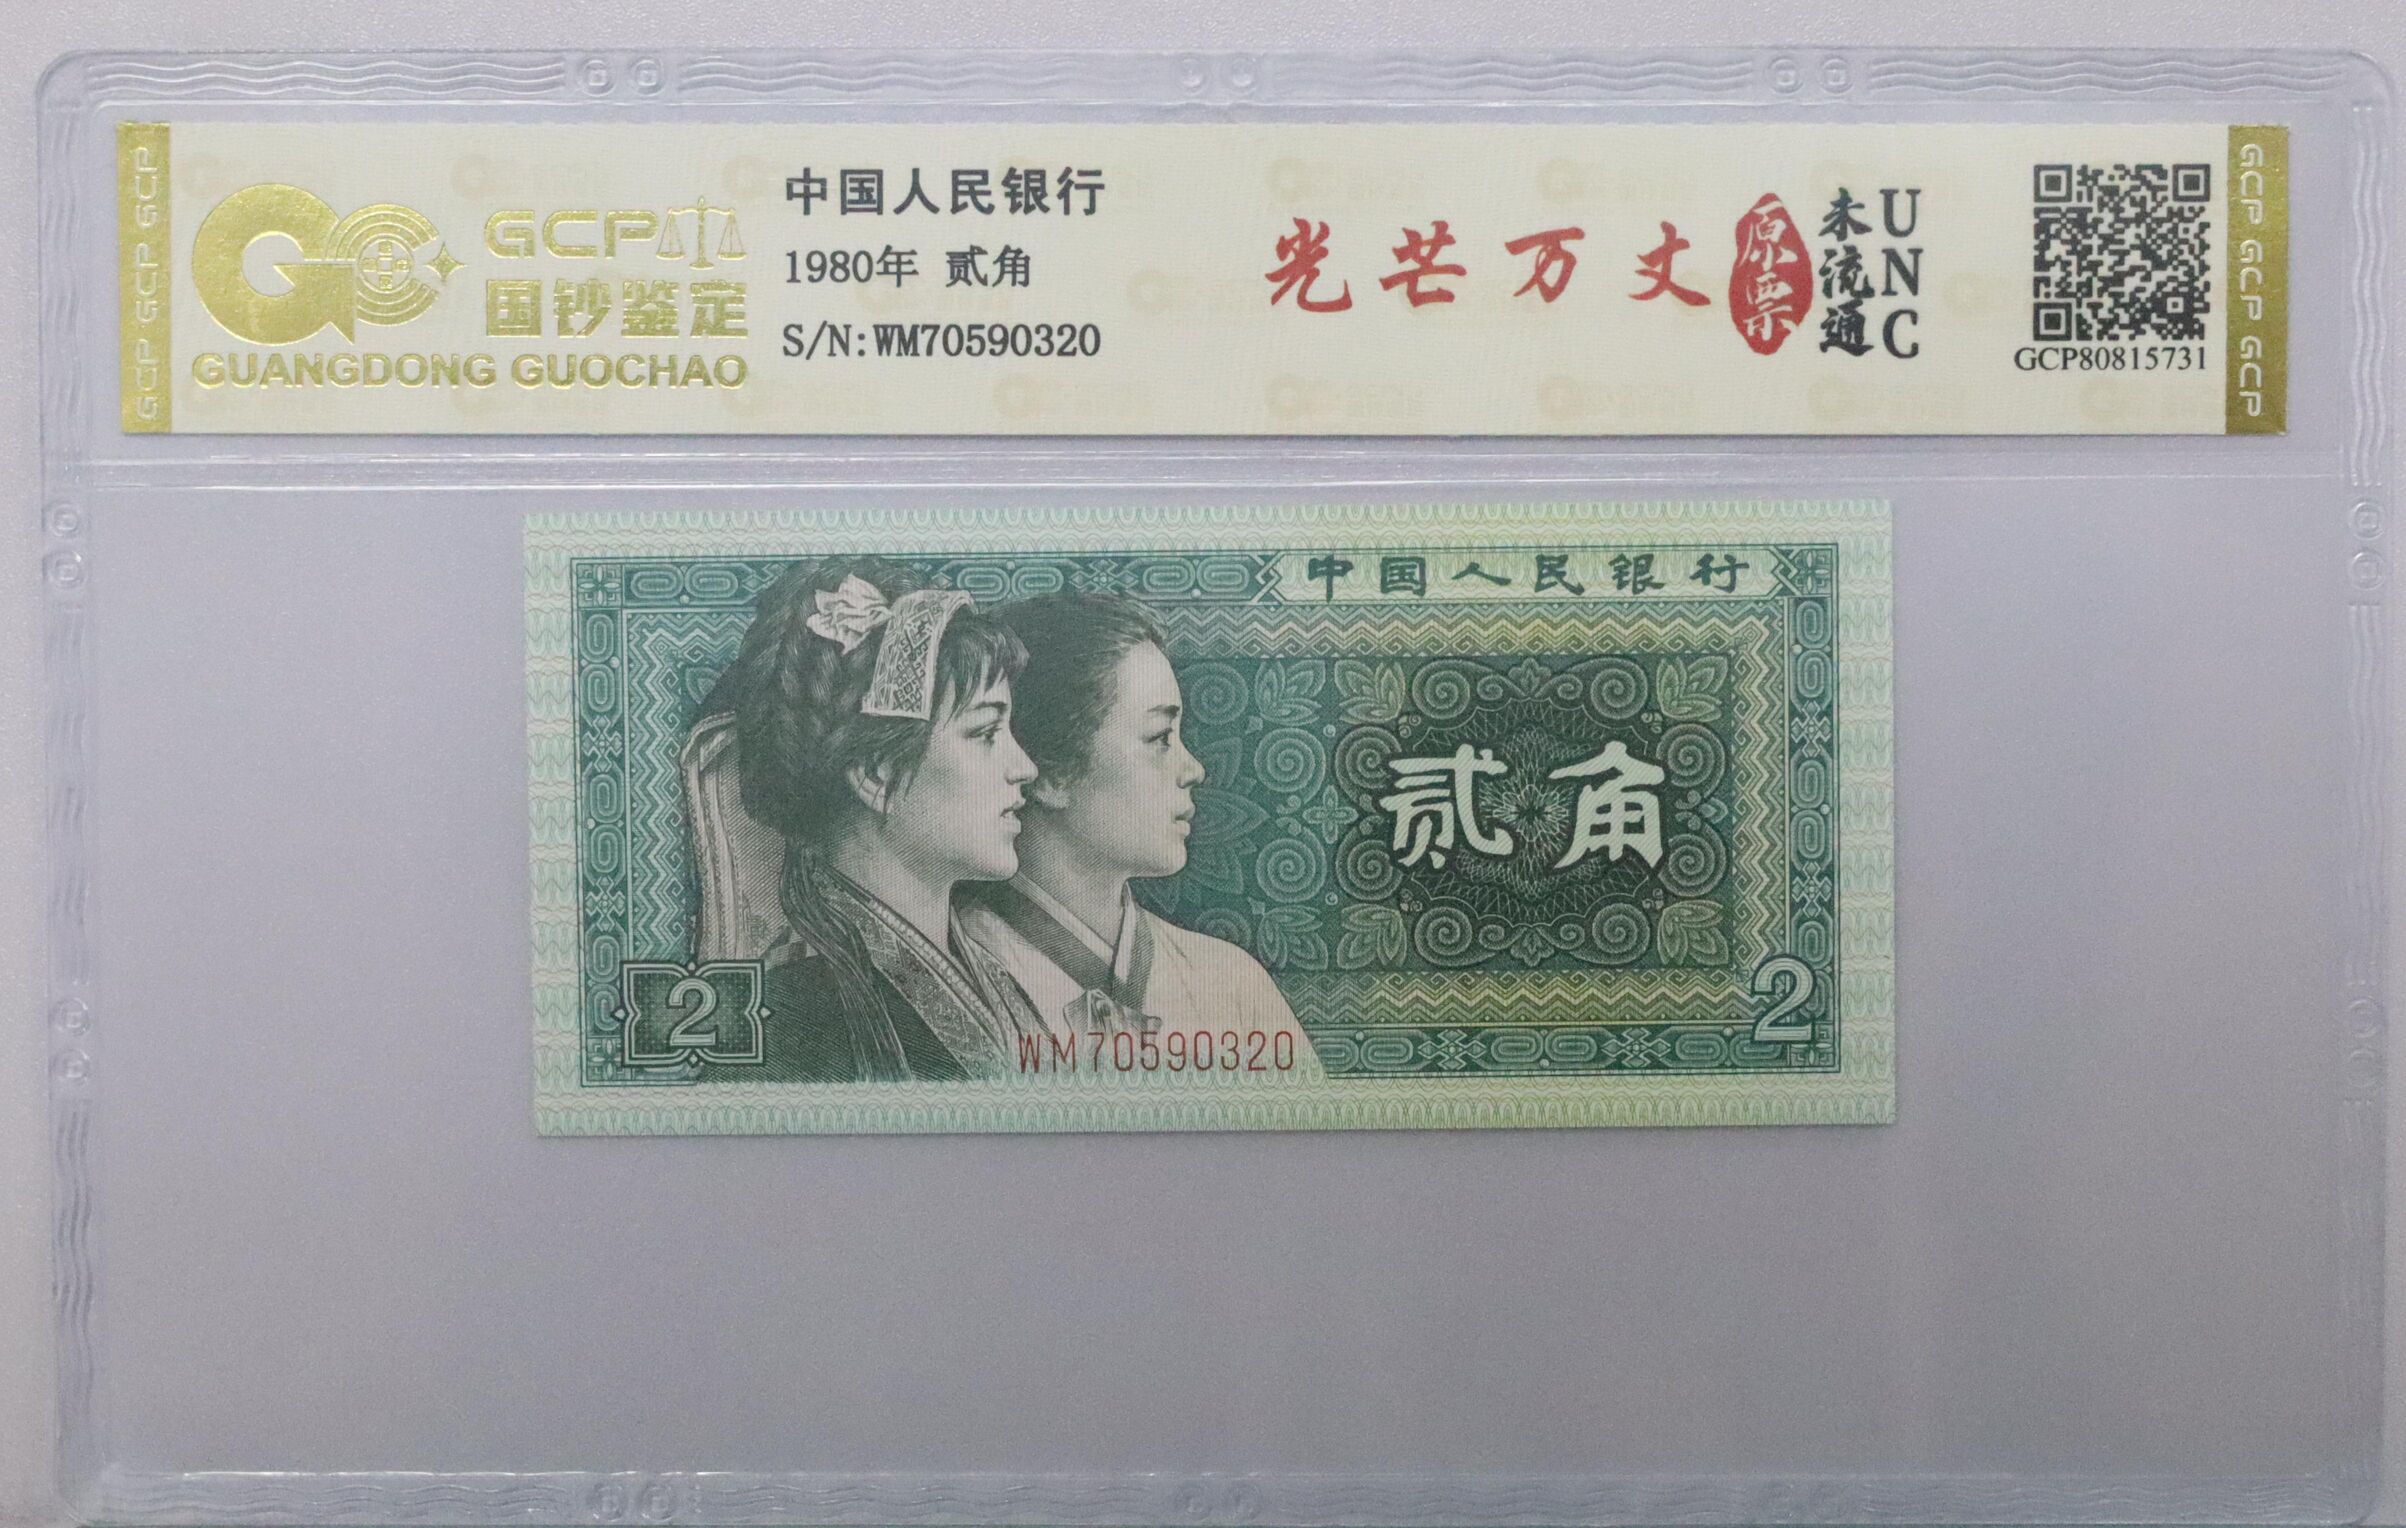 GCP GCP GCP
GCP
国钞鉴定
GUANGDONG GUOCHAO
中国人民银行
1980年 贰角
S/N:WM70590320
光芒万丈
原票
未流通
UNC
GCP80815731
GCP GCP GCP
中国人民银行
贰角
2
2
WM70590320